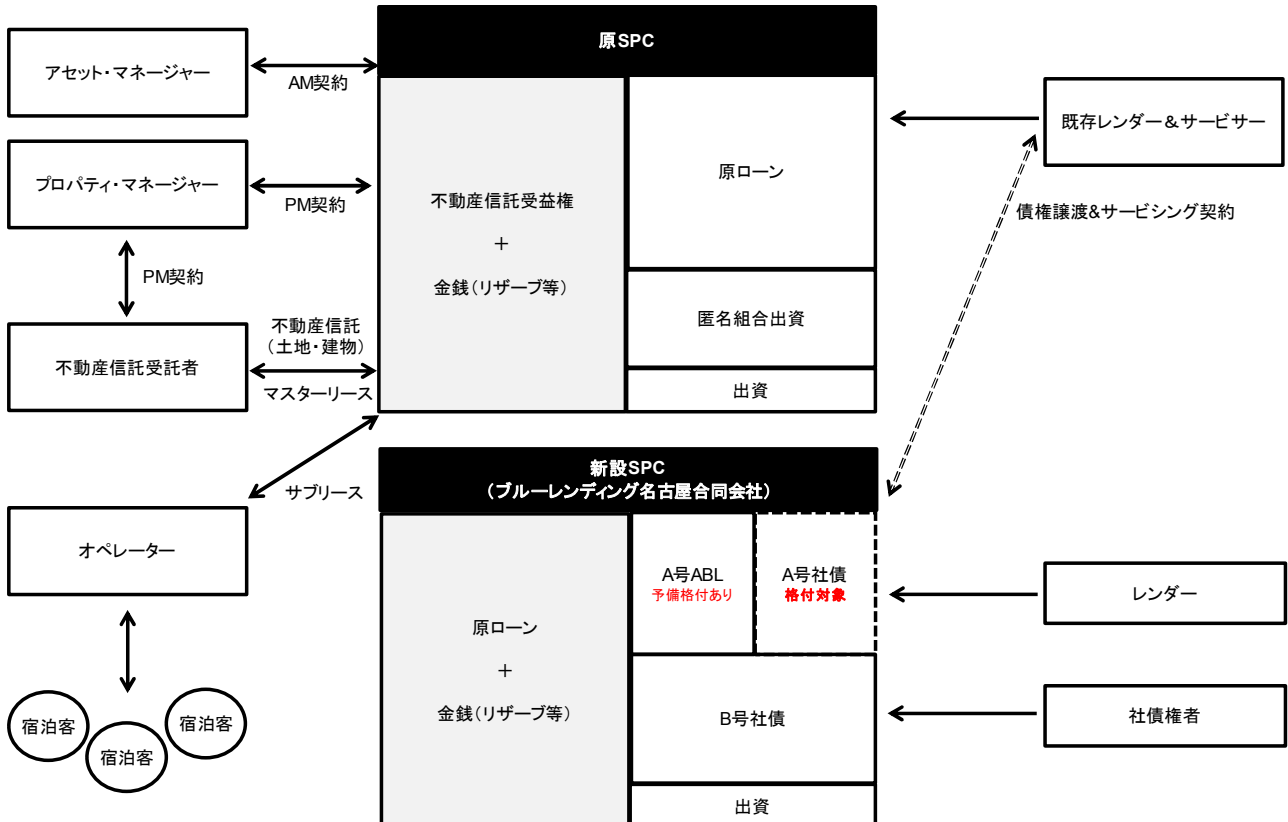 原SPC
アセット・マネージャー
AM契約
プロパティ・マネージャー
PM契約
PM契約
不動産信託受託者
不動産信託
（土地・建物）
マスターリース
不動産信託受益権
＋
金銭（リザーブ等）
原ローン
匿名組合出資
出資
既存レンダー＆サービサー
債権譲渡&サービシング契約
サブリース
オペレーター
宿泊客
宿泊客
宿泊客
新設SPC
（ブルーレンディング名古屋合同会社）
原ローン
＋
金銭（リザーブ等）
A号ABL
予備格付あり
A号社債
格付対象
B号社債
出資
レンダー
社債権者